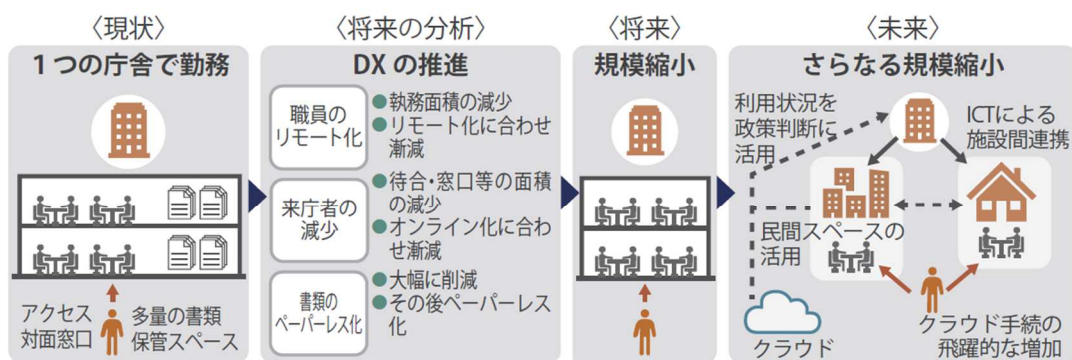 〈現状〉
1つの庁舎で勤務
アクセス
対面窓口
多量の書類
保管スペース
〈将来の分析〉
DXの推進
職員の
リモート化
●執務面積の減少
●リモート化に合わせ
漸減
来庁者の
減少
●待合・窓口等の面積
の減少
●オンライン化に合わ
せ漸減
書類の
ペーパーレス化
●大幅に削減
●その後ペーパーレス
化
〈将来〉
規模縮小
〈未来〉
さらなる規模縮小
利用状況を
政策判断に
活用
ICTによる
施設間連携
民間スペースの
活用
クラウド
クラウド手続の
飛躍的な増加